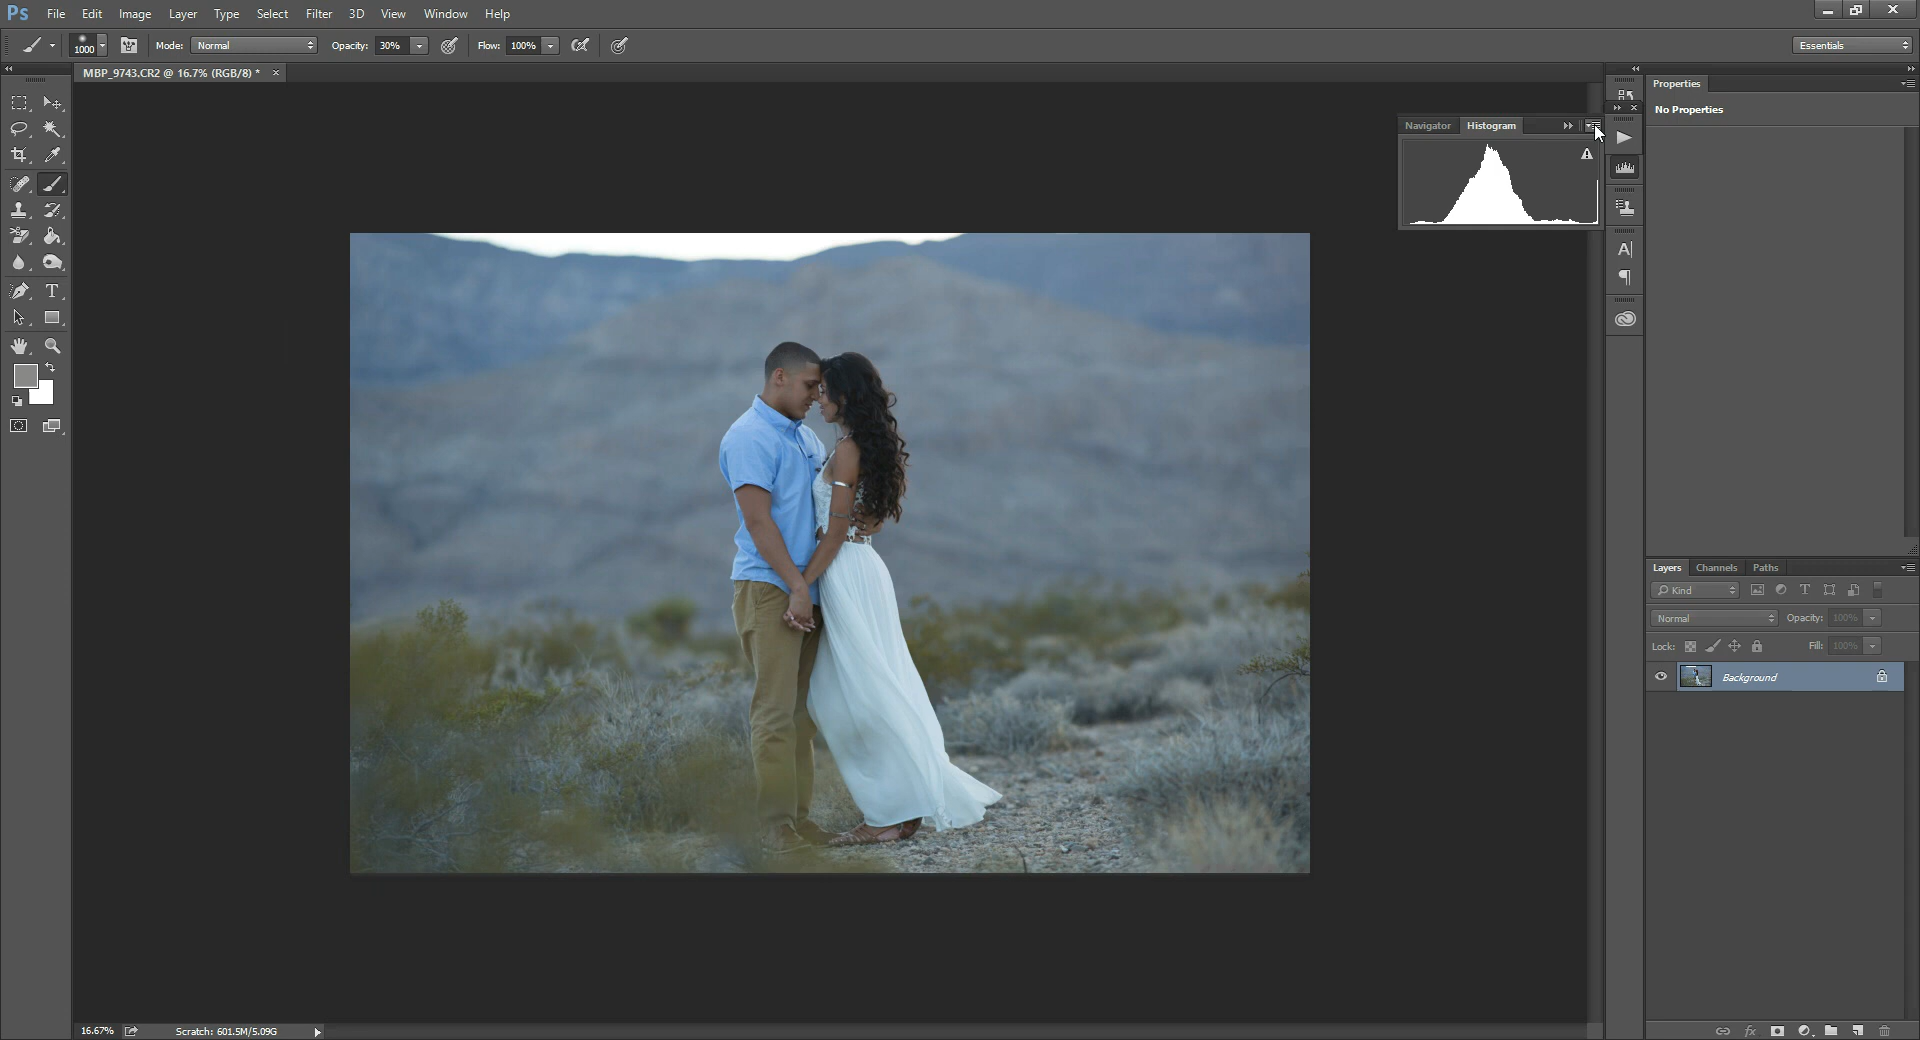 Ps File Edit Image Layer Type Select Filter 3D View Window Help
1000 Mode: Normal Opacity: 30% Flow: 100% Essentials
MBP_9743.CR2 @ 16.7% (RGB/8) * ×
Properties
No Properties
Navigator Histogram
Layers Channels Paths
Kind
Normal Opacity: 100%
Lock: Fill: 100%
Background
16.67% Scratch: 601.5M/5.09G